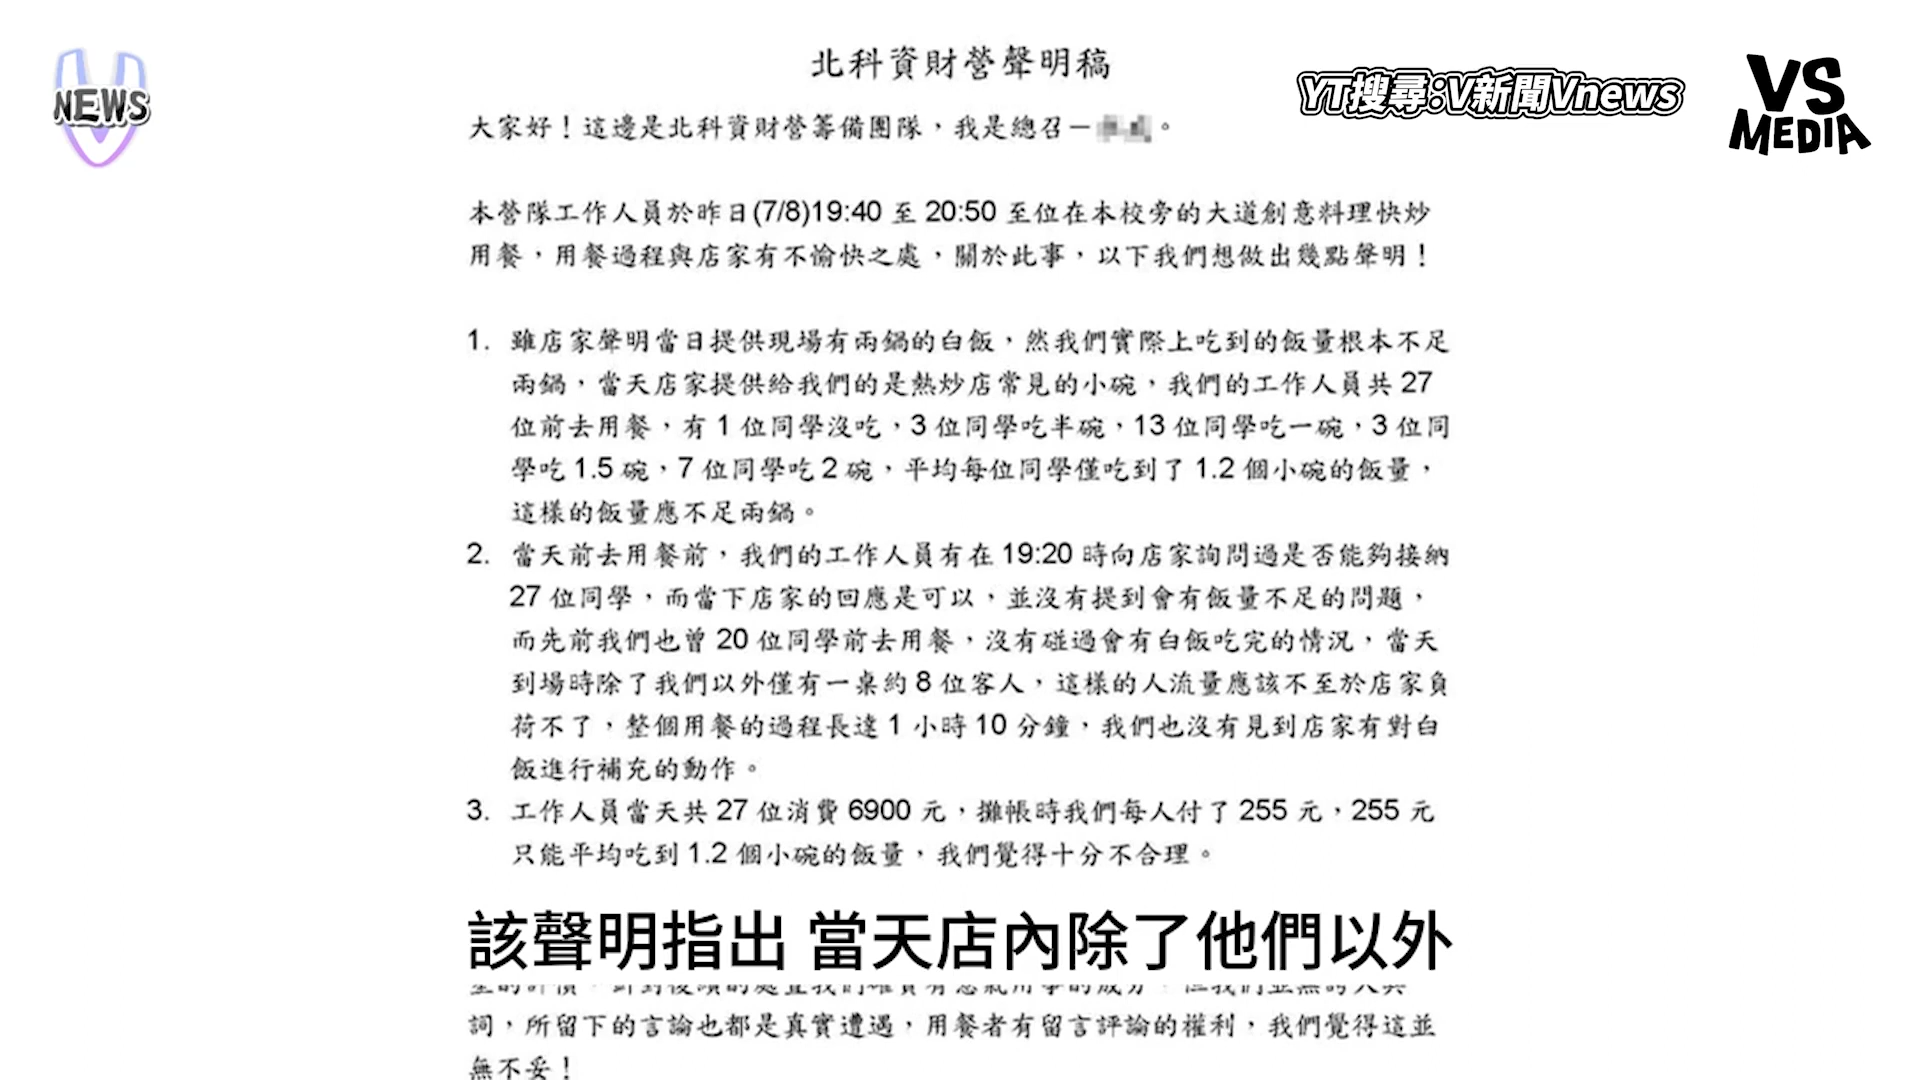 北科資財營聲明稿
NEWS
YT搜尋:V新聞Vnews
VS
MEDIA
大家好！這邊是北科資財營籌備團隊，我是總召－
本營隊工作人員於昨日(7/8)19:40 至 20:50 至位在本校旁的大道創意料理快炒
用餐，用餐過程與店家有不愉快之處，關於此事，以下我們想做出幾點聲明！
1. 雖店家聲明當日提供現場有兩鍋的白飯，然我們實際上吃到的飯量根本不足
兩鍋，當天店家提供給我們的是熱炒店常見的小碗，我們的工作人員共 27
位前去用餐，有 1 位同學沒吃，3 位同學吃半碗，13 位同學吃一碗，3 位同
學吃 1.5 碗，7 位同學吃 2 碗，平均每位同學僅吃到了 1.2 個小碗的飯量，
這樣的飯量應不足兩鍋。
2. 當天前去用餐前，我們的工作人員有在 19:20 時向店家詢問過是否能夠接納
27 位同學，而當下店家的回應是可以，並沒有提到會有飯量不足的問題，
而先前我們也曾 20 位同學前去用餐，沒有碰過會有白飯吃完的情況，當天
到場時除了我們以外僅有一桌約 8 位客人，這樣的人流量應該不至於店家負
荷不了，整個用餐的過程長達 1 小時 10 分鐘，我們也沒有見到店家有對白
飯進行補充的動作。
3. 工作人員當天共 27 位消費 6900 元，攤帳時我們每人付了 255 元，255 元
只能平均吃到 1.2 個小碗的飯量，我們覺得十分不合理。
該聲明指出 當天店內除了他們以外
詞，所留下的言論也都是真實遭遇，用餐者有留言評論的權利，我們覺得這並
無不妥！